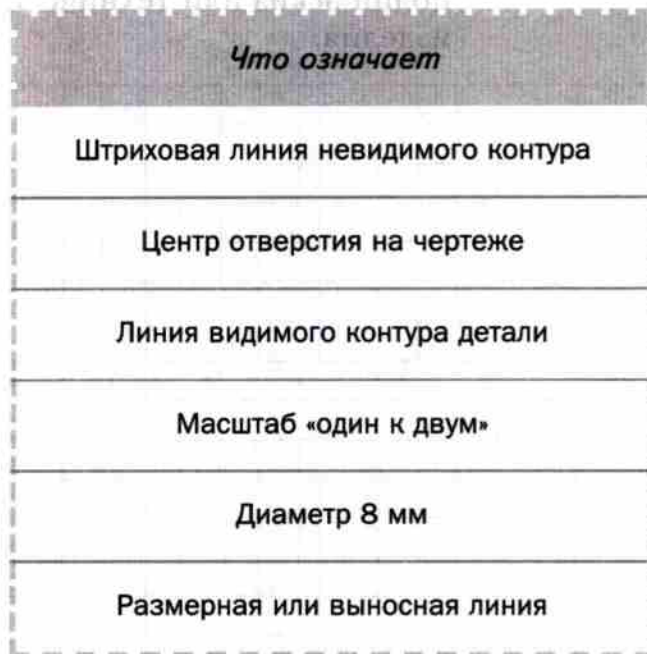 Что означает
Штриховая линия невидимого контура
Центр отверстия на чертеже
Линия видимого контура детали
Масштаб «один к двум»
Диаметр 8 мм
Размерная или выносная линия